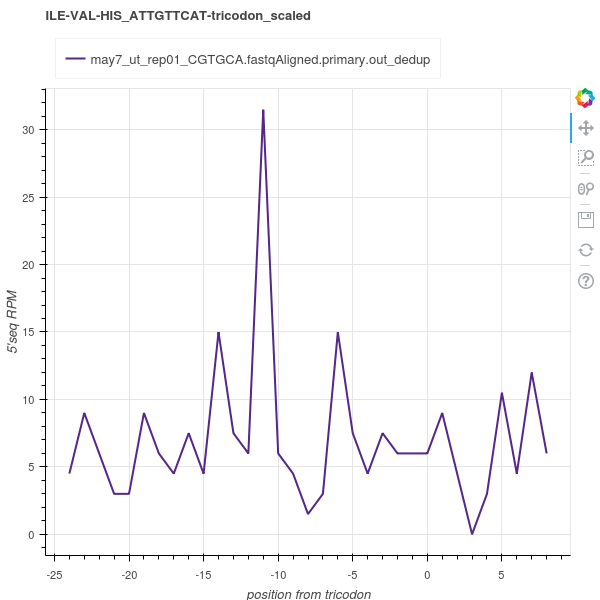 ILE-VAL-HIS_ATTGTTCAT-tricodon_scaled
may7_ut_rep01_CGTGCA.fastqAligned.primary.out_dedup
30
25
20
15
10
5
0
5'seq RPM
-25 -20 -15 -10 -5 0 5
position from tricodon